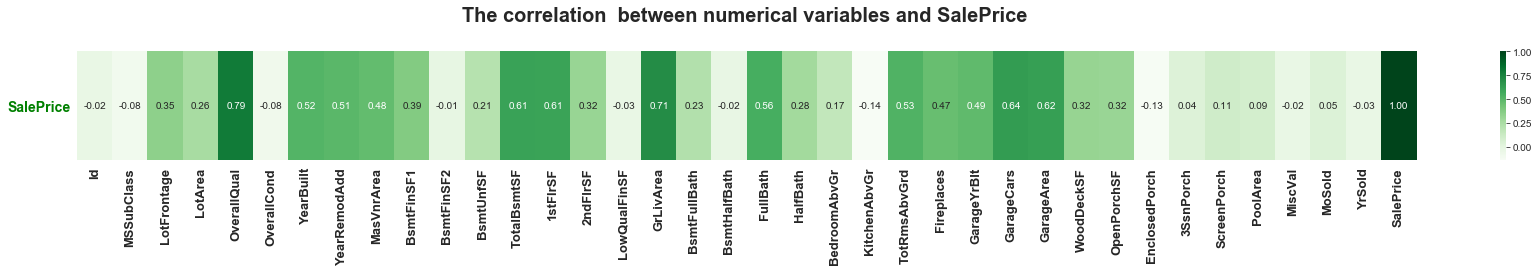 The correlation  between numerical variables and SalePrice
SalePrice
-0.02 -0.08 0.35 0.26 0.79 -0.08 0.52 0.51 0.48 0.39 -0.01 0.21 0.61 0.61 0.32 -0.03 0.71 0.23 -0.02 0.56 0.28 0.17 -0.14 0.53 0.47 0.49 0.64 0.62 0.32 0.32 -0.13 0.04 0.11 0.09 -0.02 0.05 -0.03 1.00
Id
MSSubClass
LotFrontage
LotArea
OverallQual
OverallCond
YearBuilt
YearRemodAdd
MasVnrArea
BsmtFinSF1
BsmtFinSF2
BsmtUnfSF
TotalBsmtSF
1stFlrSF
2ndFlrSF
LowQualFinSF
GrLivArea
BsmtFullBath
BsmtHalfBath
FullBath
HalfBath
BedroomAbvGr
KitchenAbvGr
TotRmsAbvGrd
Fireplaces
GarageYrBlt
GarageCars
GarageArea
WoodDeckSF
OpenPorchSF
EnclosedPorch
3SsnPorch
ScreenPorch
PoolArea
MiscVal
MoSold
YrSold
SalePrice
1.00
0.75
0.50
0.25
0.00